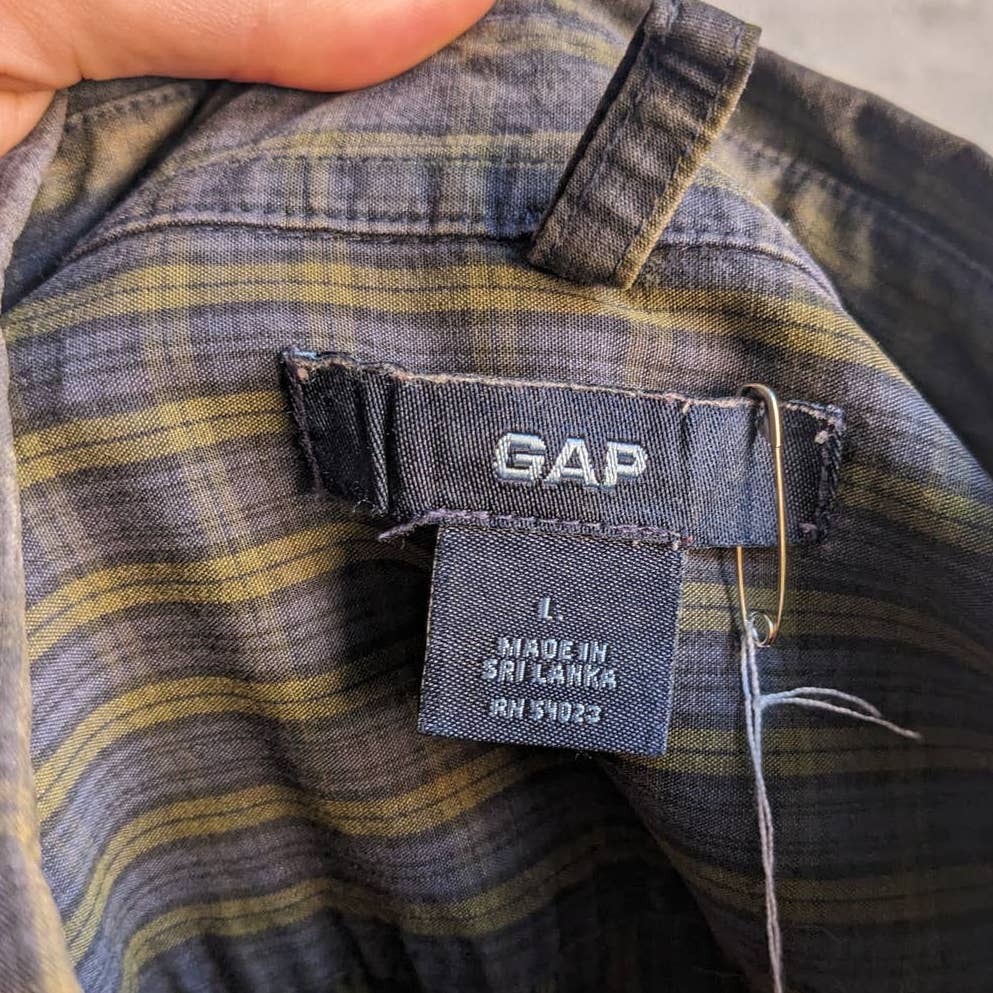 GAP
L.
MADE IN
SRI LANKA
RN 54023